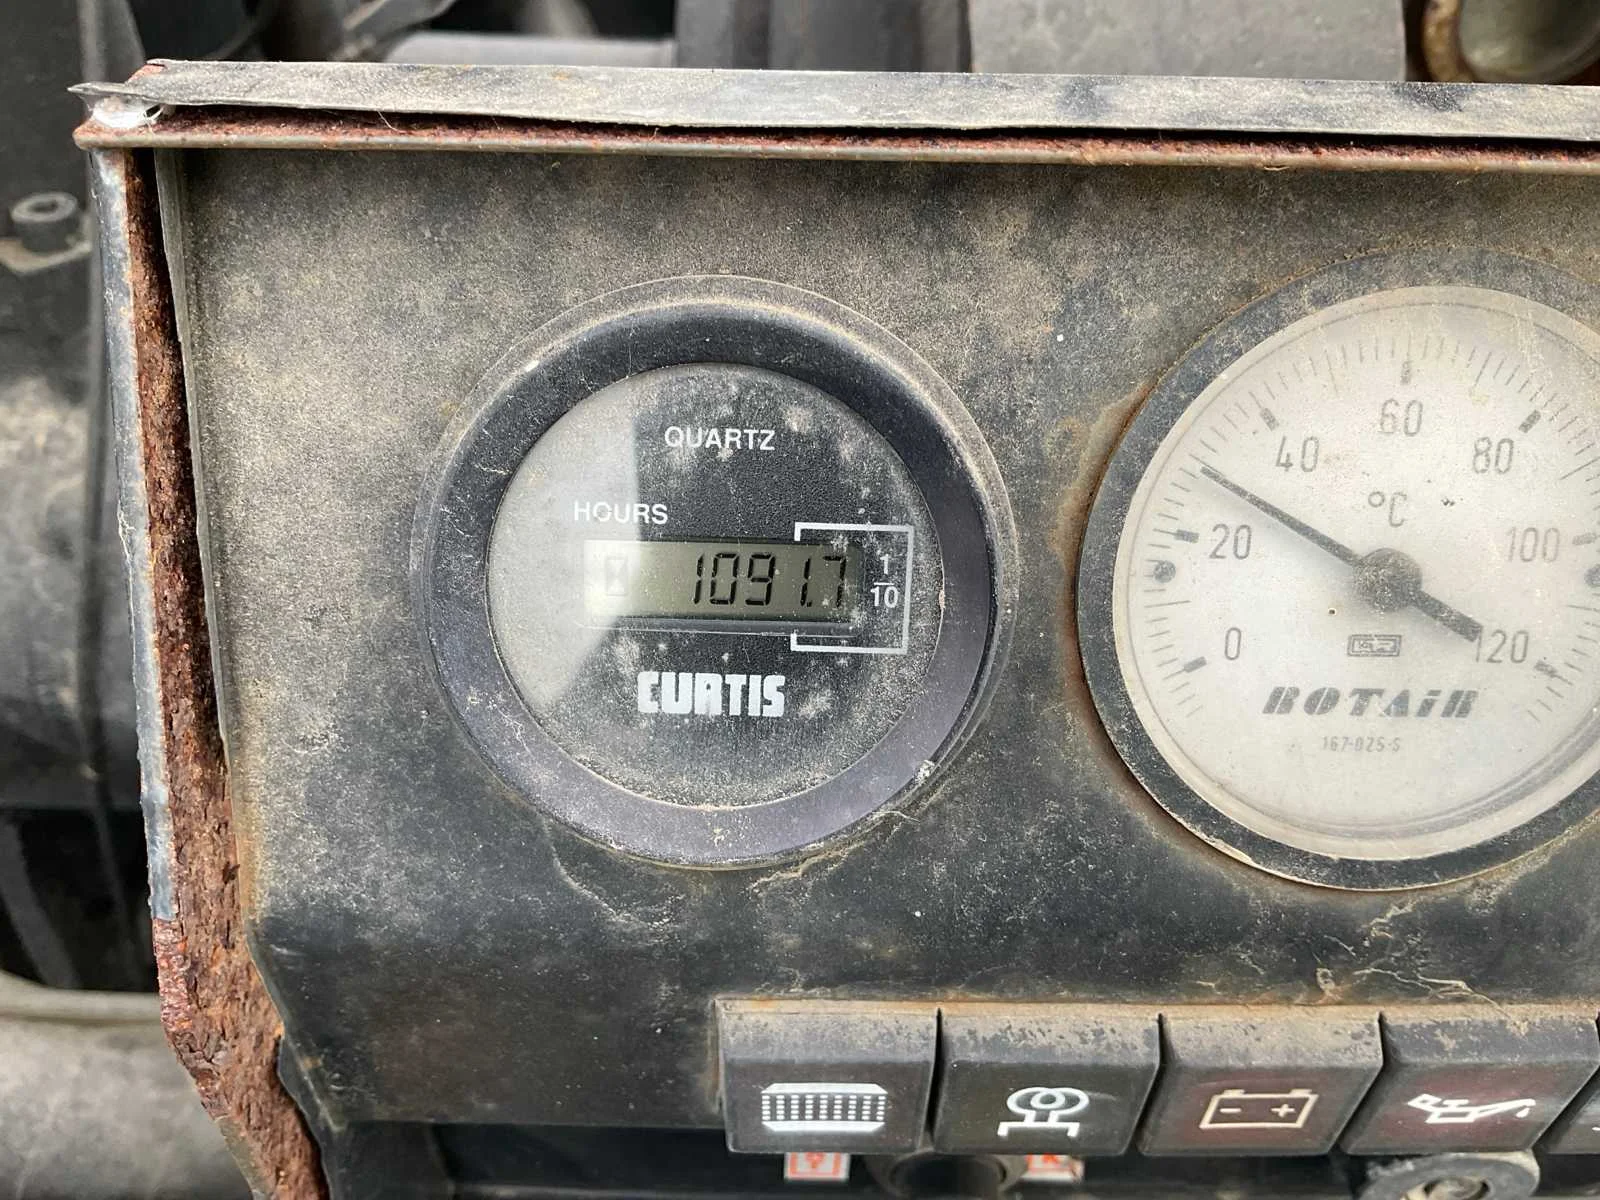 QUARTZ
HOURS
1091.7
1
10
CURTIS
0
20
40
60
80
100
120
°C
ROTAIR
167-025-S
- +